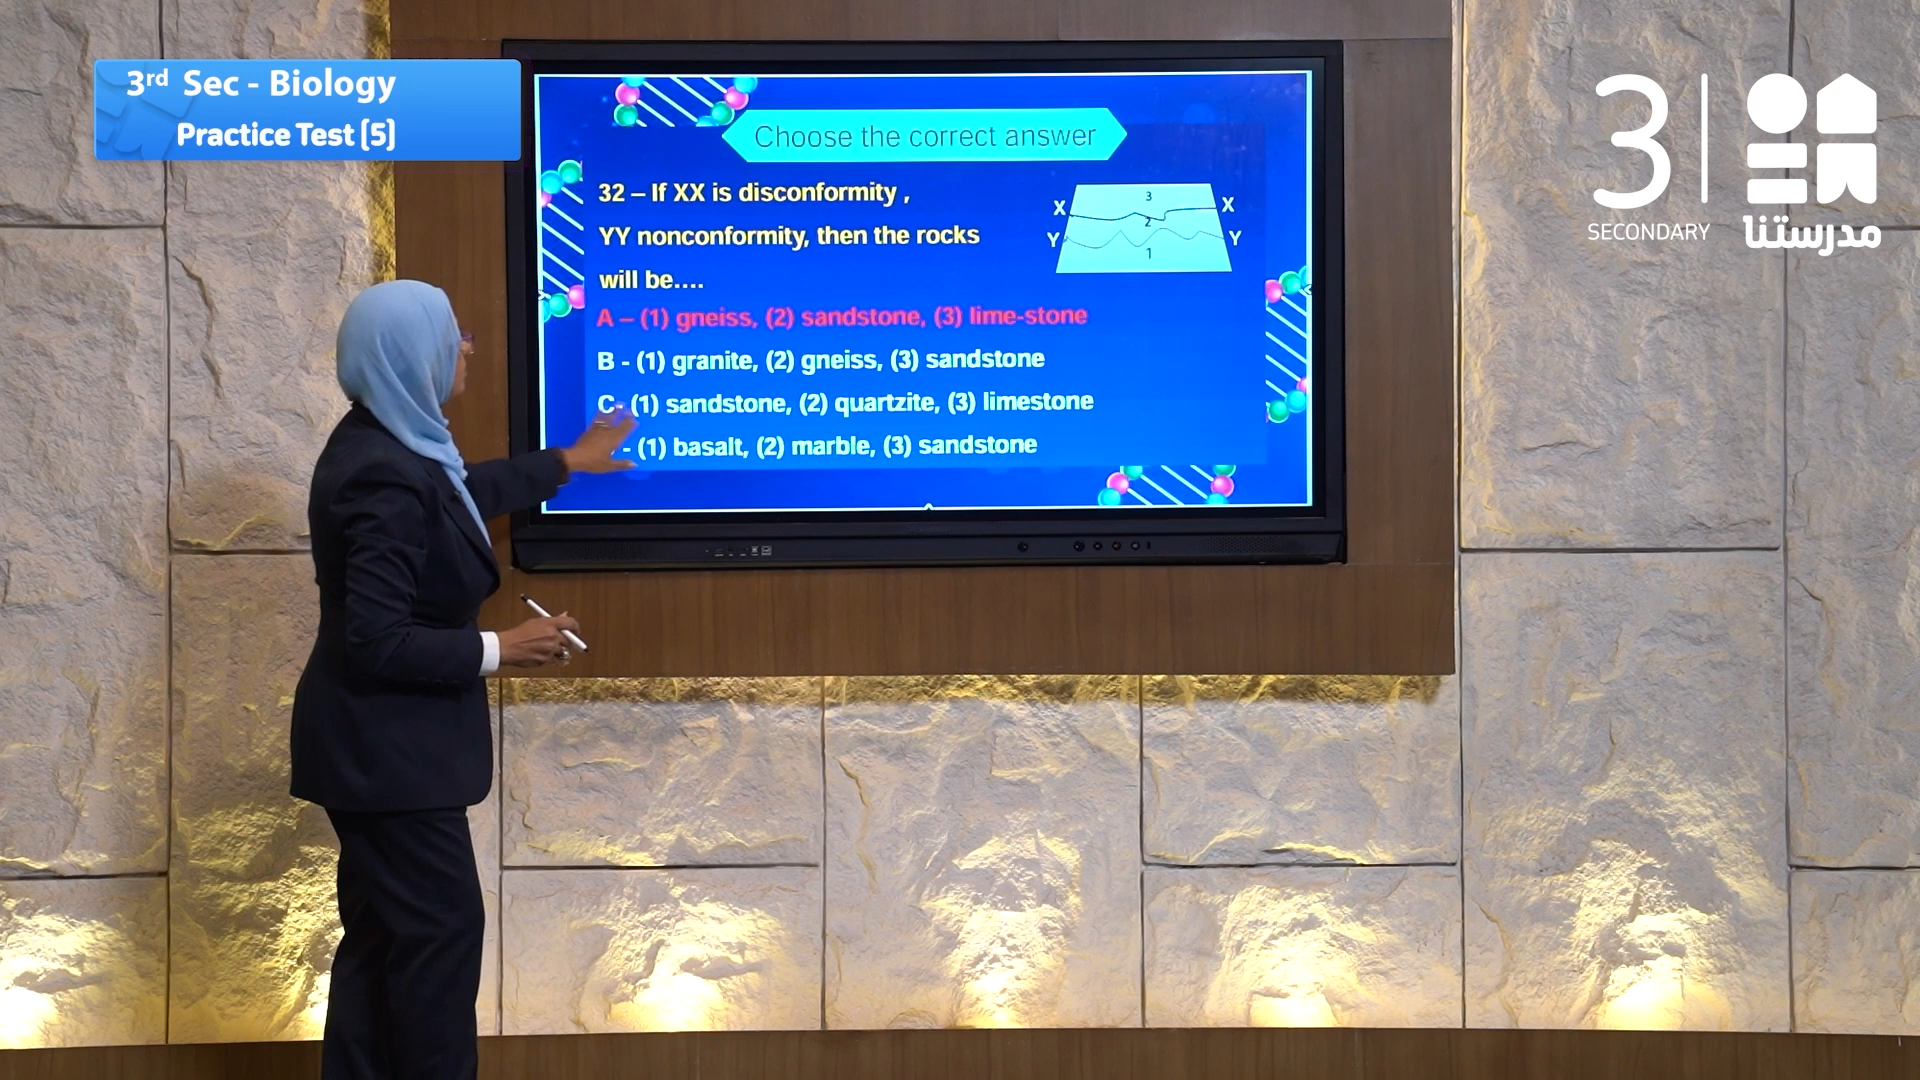 3rd Sec - Biology
Practice Test (5)
Choose the correct answer
32 – If XX is disconformity ,
YY nonconformity, then the rocks
will be....
A – (1) gneiss, (2) sandstone, (3) lime-stone
B - (1) granite, (2) gneiss, (3) sandstone
C- (1) sandstone, (2) quartzite, (3) limestone
- (1) basalt, (2) marble, (3) sandstone
3
X X
2
Y Y
1
3
SECONDARY
مدرستنا